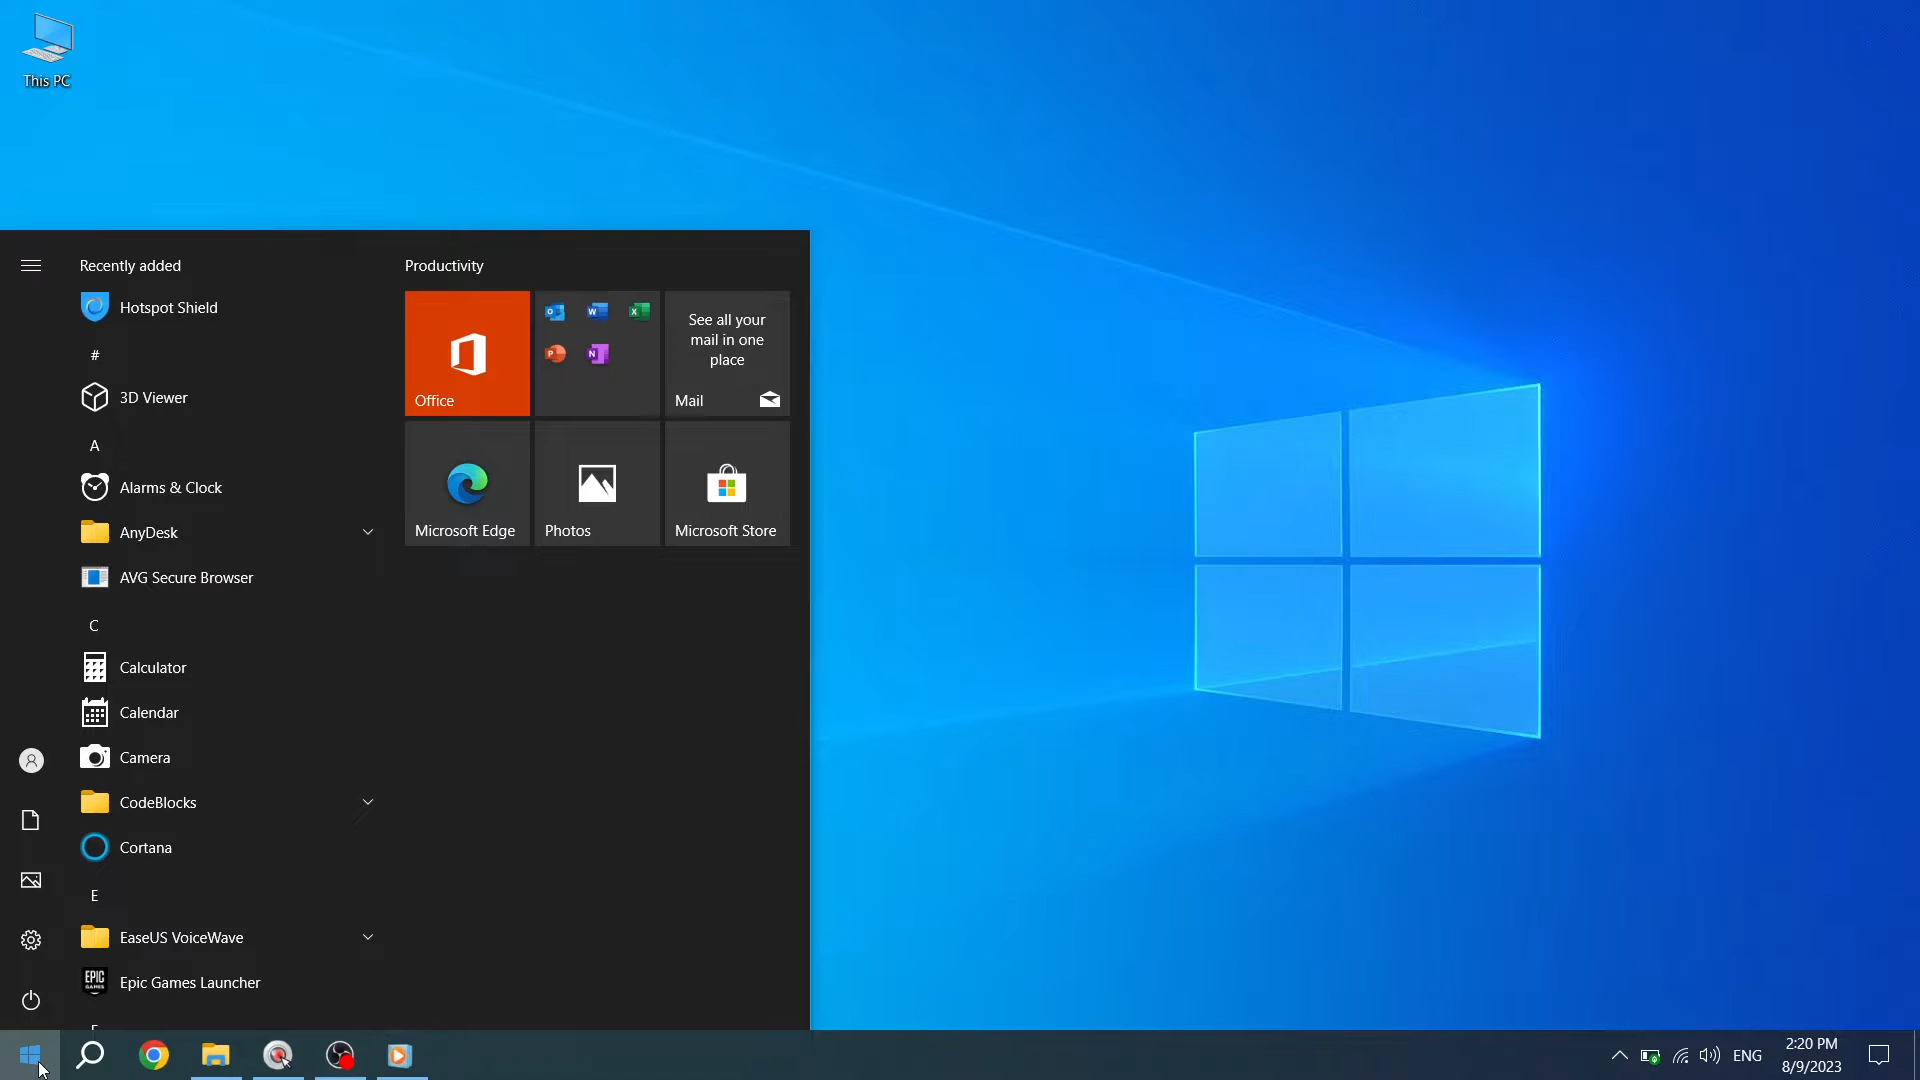 This PC
Recently added
Hotspot Shield
#
3D Viewer
A
Alarms & Clock
AnyDesk
AVG Secure Browser
C
Calculator
Calendar
Camera
CodeBlocks
Cortana
E
EaseUS VoiceWave
EPIC
GAMES
Epic Games Launcher
Productivity
Office
O
W
X
P
N
See all your
mail in one
place
Mail
Microsoft Edge
Photos
Microsoft Store
ENG
2:20 PM
8/9/2023